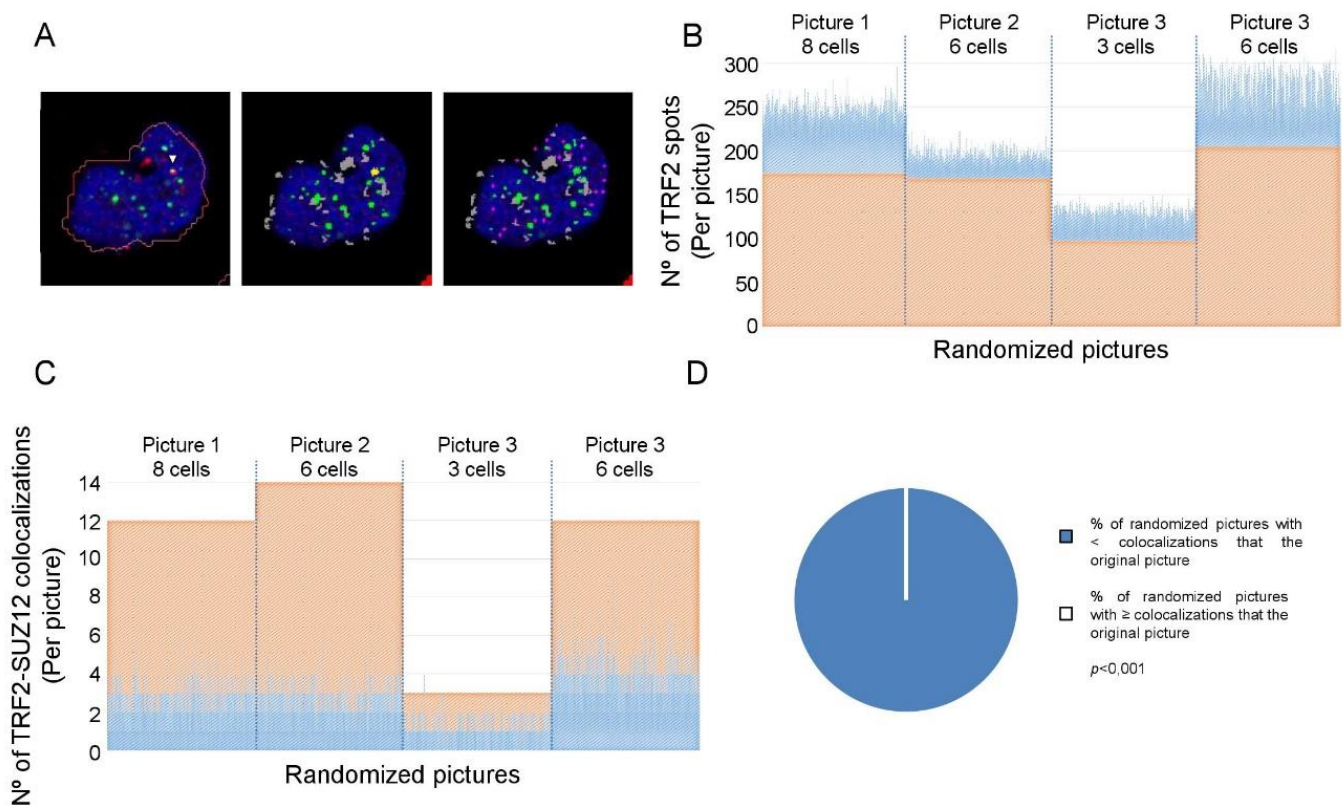 A
B
Picture 1
8 cells
Picture 2
6 cells
Picture 3
3 cells
Picture 3
6 cells
Nº of TRF2 spots
(Per picture)
300
250
200
150
100
50
0
Randomized pictures
C
Picture 1
8 cells
Picture 2
6 cells
Picture 3
3 cells
Picture 3
6 cells
Nº of TRF2-SUZ12 colocalizations
(Per picture)
14
12
10
8
6
4
2
0
Randomized pictures
D
% of randomized pictures with
< colocalizations that the
original picture
% of randomized pictures
with ≥ colocalizations that the
original picture
p<0,001